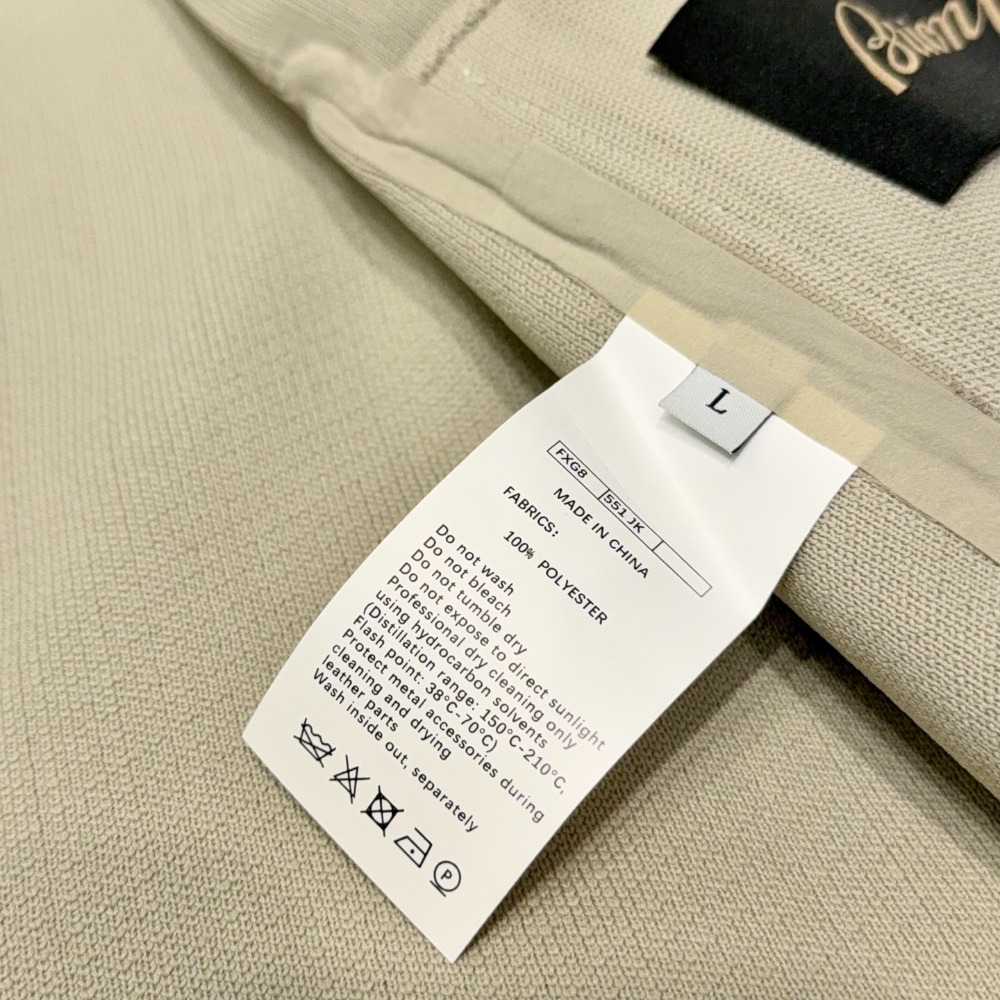 L
FXG8 551 JK
MADE IN CHINA
FABRICS:
100% POLYESTER
Do not wash
Do not bleach
Do not tumble dry
Do not expose to direct sunlight
Professional dry cleaning only
using hydrocarbon solvents
(Distillation range: 150°C-210°C,
Flash point: 38°C-70°C)
Protect metal accessories during
cleaning and drying
leather parts
Wash inside out, separately
P